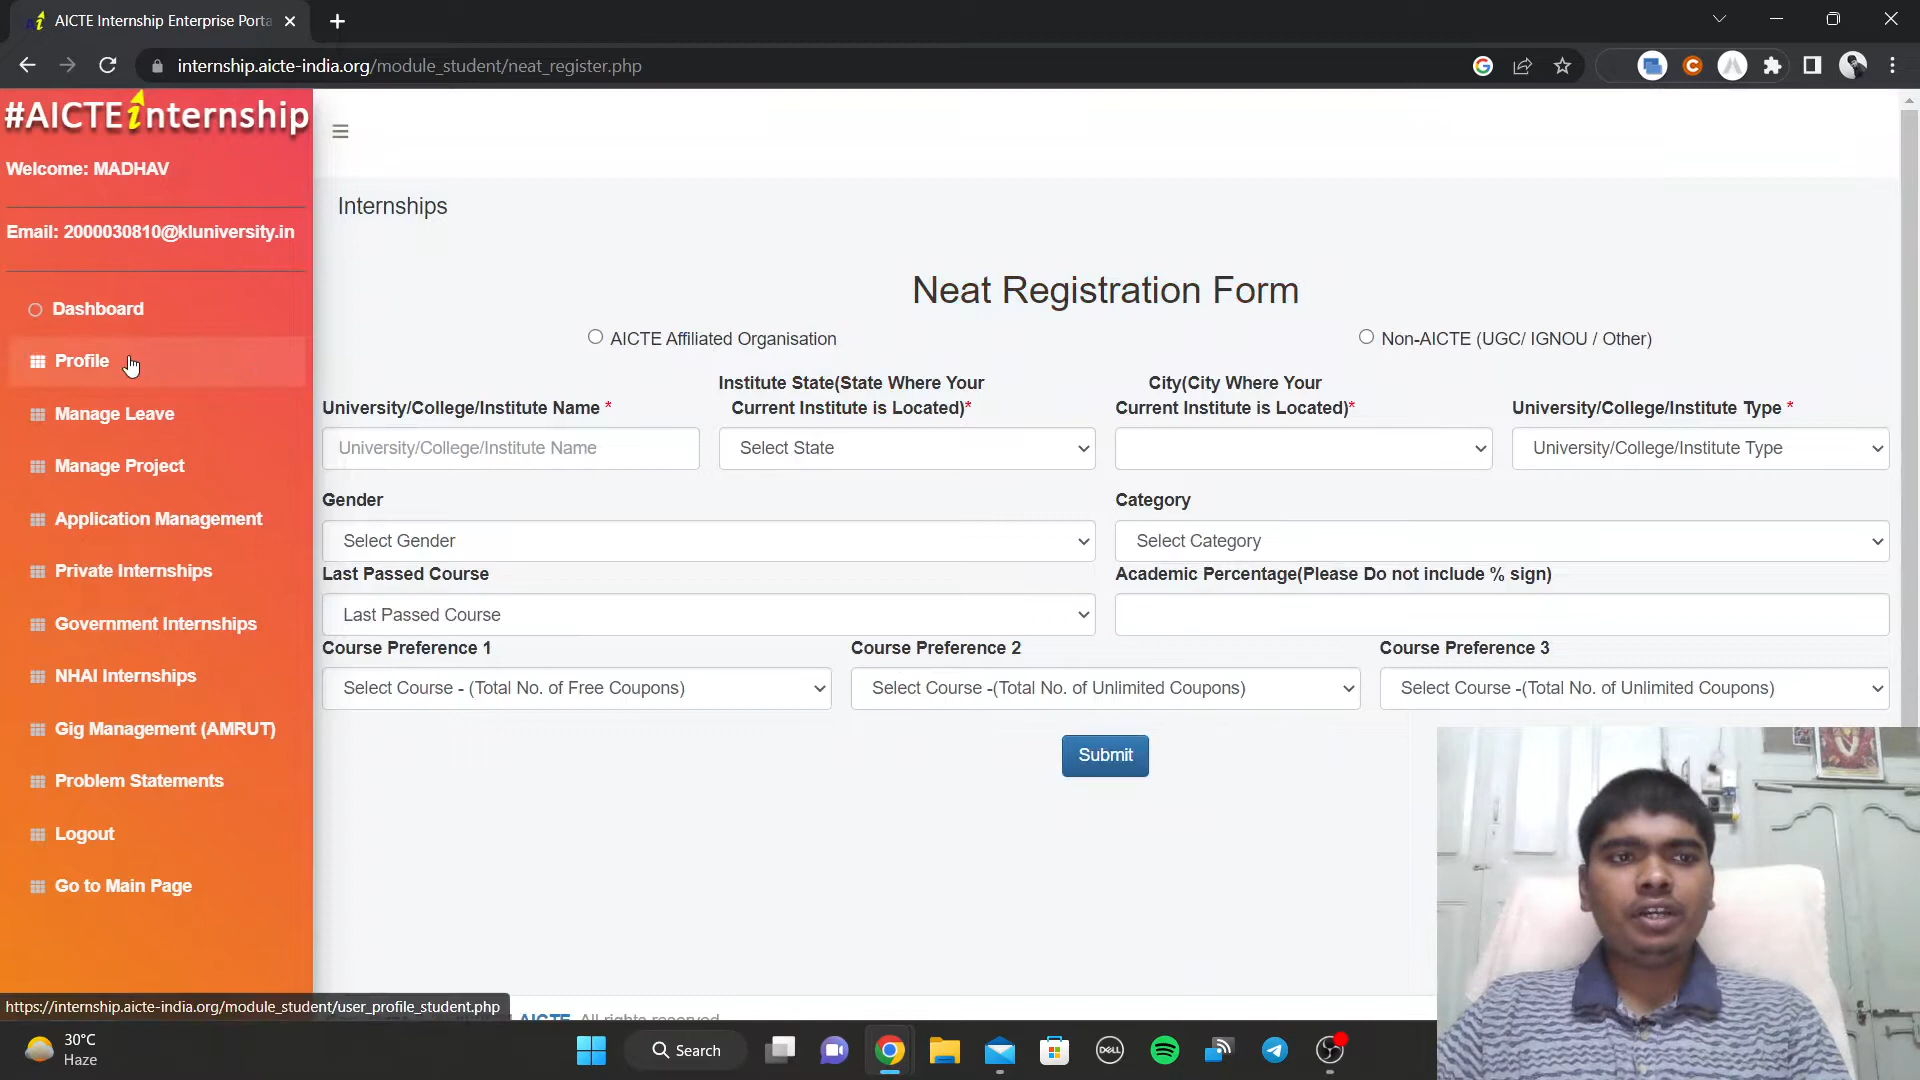 AICTE Internship Enterprise Porta
internship.aicte-india.org/module_student/neat_register.php
#AICTE internship
Welcome: MADHAV
Email: 2000030810@kluniversity.in
Dashboard
Profile
Manage Leave
Manage Project
Application Management
Private Internships
Government Internships
NHAI Internships
Gig Management (AMRUT)
Problem Statements
Logout
Go to Main Page
Internships
Neat Registration Form
AICTE Affiliated Organisation
Non-AICTE (UGC/ IGNOU / Other)
University/College/Institute Name *
University/College/Institute Name
Institute State(State Where Your
Current Institute is Located)*
Select State
City(City Where Your
Current Institute is Located)*
University/College/Institute Type *
University/College/Institute Type
Gender
Select Gender
Category
Select Category
Last Passed Course
Last Passed Course
Academic Percentage(Please Do not include % sign)
Course Preference 1
Select Course - (Total No. of Free Coupons)
Course Preference 2
Select Course -(Total No. of Unlimited Coupons)
Course Preference 3
Select Course -(Total No. of Unlimited Coupons)
Submit
https://internship.aicte-india.org/module_student/user_profile_student.php
AICTE. All rights reserved
30°C
Haze
Search
DELL